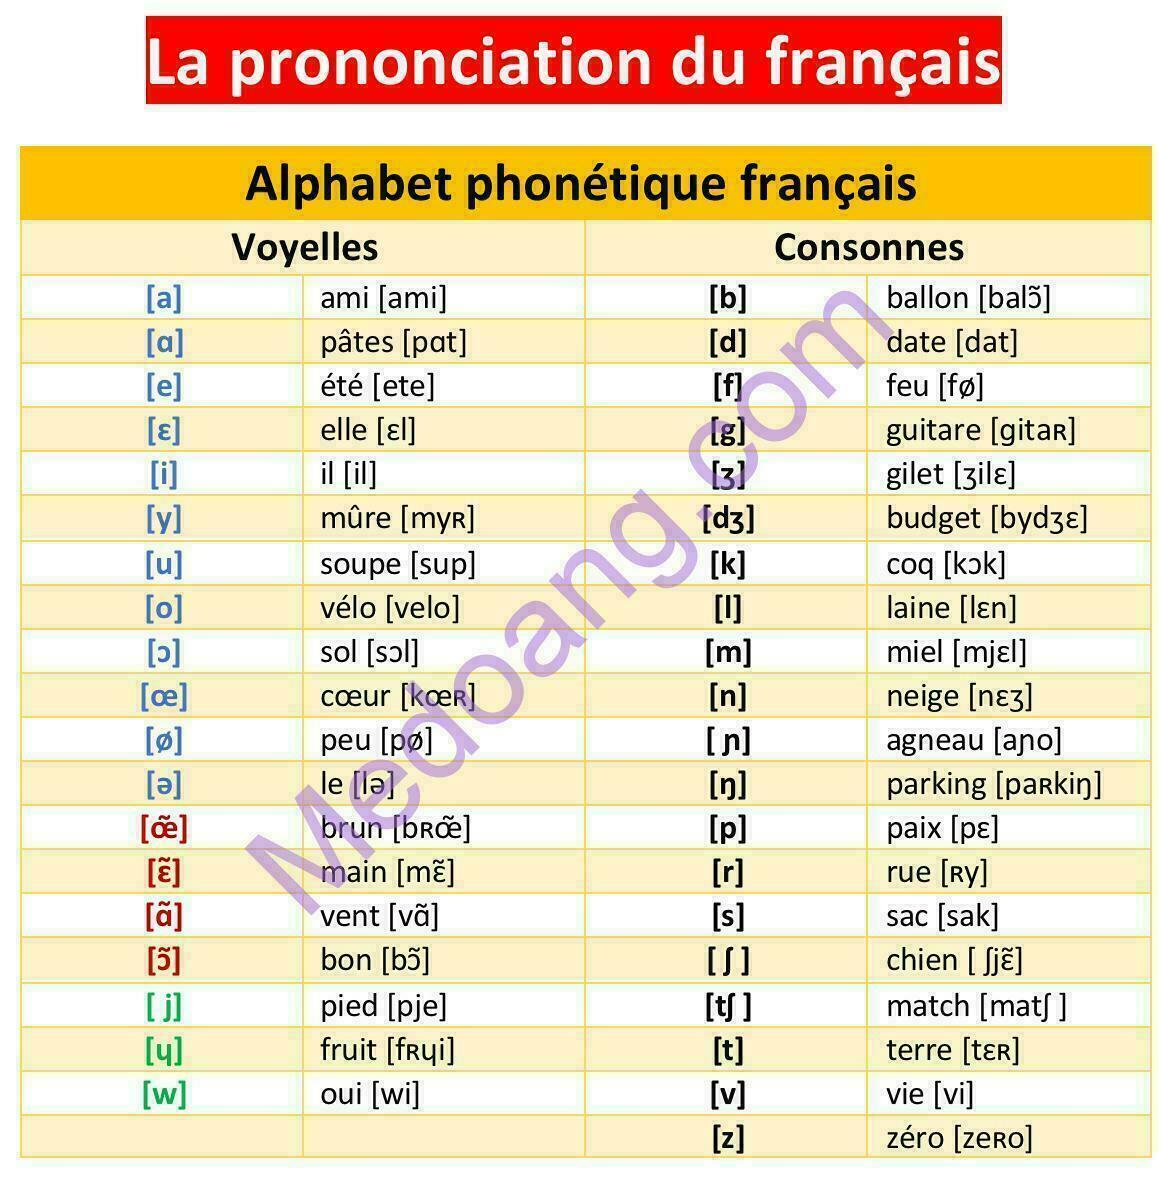 La prononciation du français
Alphabet phonétique français
Voyelles Consonnes
[a] ami [ami] [b] ballon [balɔ̃]
[ɑ] pâtes [pɑt] [d] date [dat]
[e] été [ete] [f] feu [fø]
[ɛ] elle [ɛl] [g] guitare [gitaʀ]
[i] il [il] [ʒ] gilet [ʒilɛ]
[y] mûre [myʀ] [dʒ] budget [bydʒɛ]
[u] soupe [sup] [k] coq [kɔk]
[o] vélo [velo] [l] laine [lɛn]
[ɔ] sol [sɔl] [m] miel [mjɛl]
[œ] cœur [kœʀ] [n] neige [nɛʒ]
[ø] peu [pø] [ ɲ] agneau [aɲo]
[ə] le [lə] [ŋ] parking [paʀkiŋ]
[œ̃] brun [bʀœ̃] [p] paix [pɛ]
[ɛ̃] main [mɛ̃] [r] rue [ʀy]
[ɑ̃] vent [vɑ̃] [s] sac [sak]
[ɔ̃] bon [bɔ̃] [ ʃ ] chien [ ʃjɛ̃]
[ j] pied [pje] [tʃ ] match [matʃ ]
[ɥ] fruit [fʀɥi] [t] terre [tɛʀ]
[w] oui [wi] [v] vie [vi]
[z] zéro [zeʀo]
Medoang.com